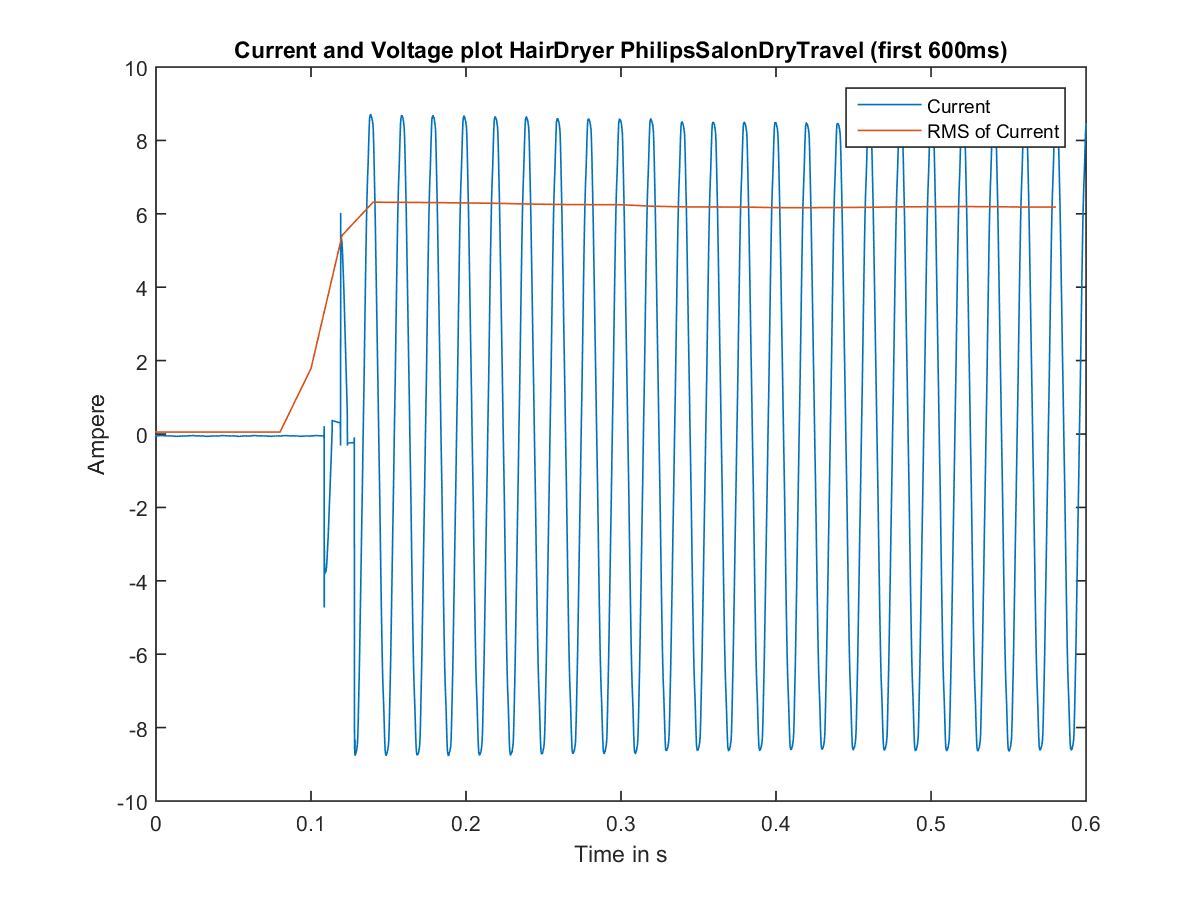 Current and Voltage plot HairDryer PhilipsSalonDryTravel (first 600ms)
Current
RMS of Current
10
8
6
4
2
0
-2
-4
-6
-8
-10
Ampere
0 0.1 0.2 0.3 0.4 0.5 0.6
Time in s